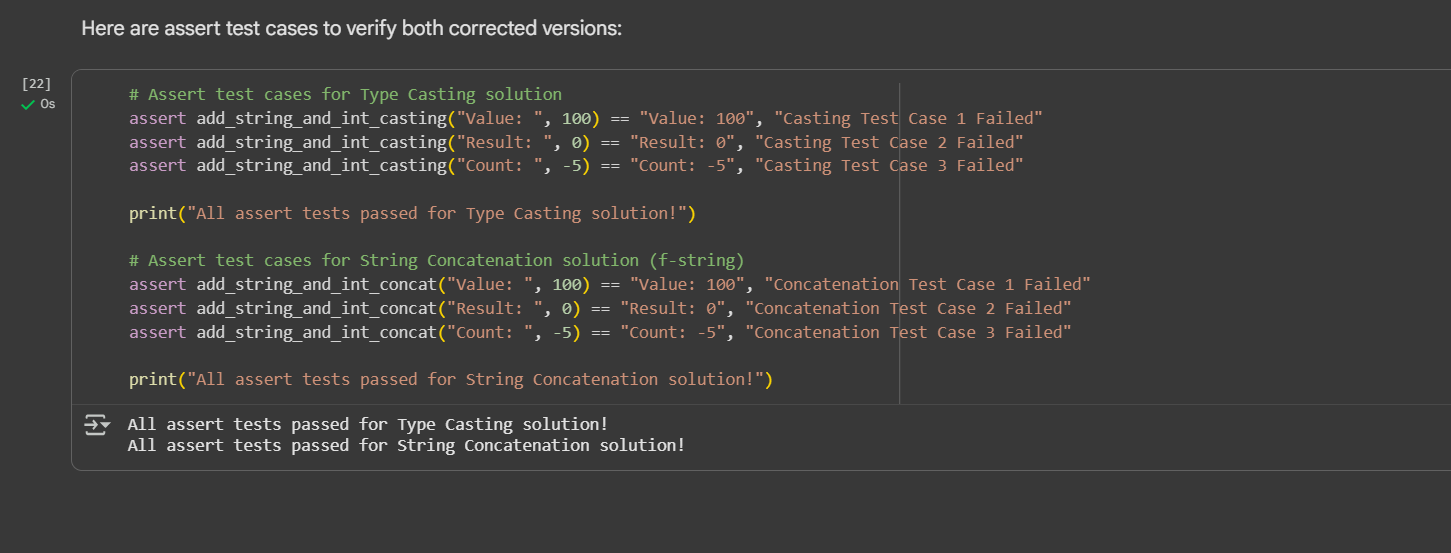 Here are assert test cases to verify both corrected versions:
[22]
0s
# Assert test cases for Type Casting solution
assert add_string_and_int_casting("Value: ", 100) == "Value: 100", "Casting Test Case 1 Failed"
assert add_string_and_int_casting("Result: ", 0) == "Result: 0", "Casting Test Case 2 Failed"
assert add_string_and_int_casting("Count: ", -5) == "Count: -5", "Casting Test Case 3 Failed"
print("All assert tests passed for Type Casting solution!")
# Assert test cases for String Concatenation solution (f-string)
assert add_string_and_int_concat("Value: ", 100) == "Value: 100", "Concatenation Test Case 1 Failed"
assert add_string_and_int_concat("Result: ", 0) == "Result: 0", "Concatenation Test Case 2 Failed"
assert add_string_and_int_concat("Count: ", -5) == "Count: -5", "Concatenation Test Case 3 Failed"
print("All assert tests passed for String Concatenation solution!")
All assert tests passed for Type Casting solution!
All assert tests passed for String Concatenation solution!